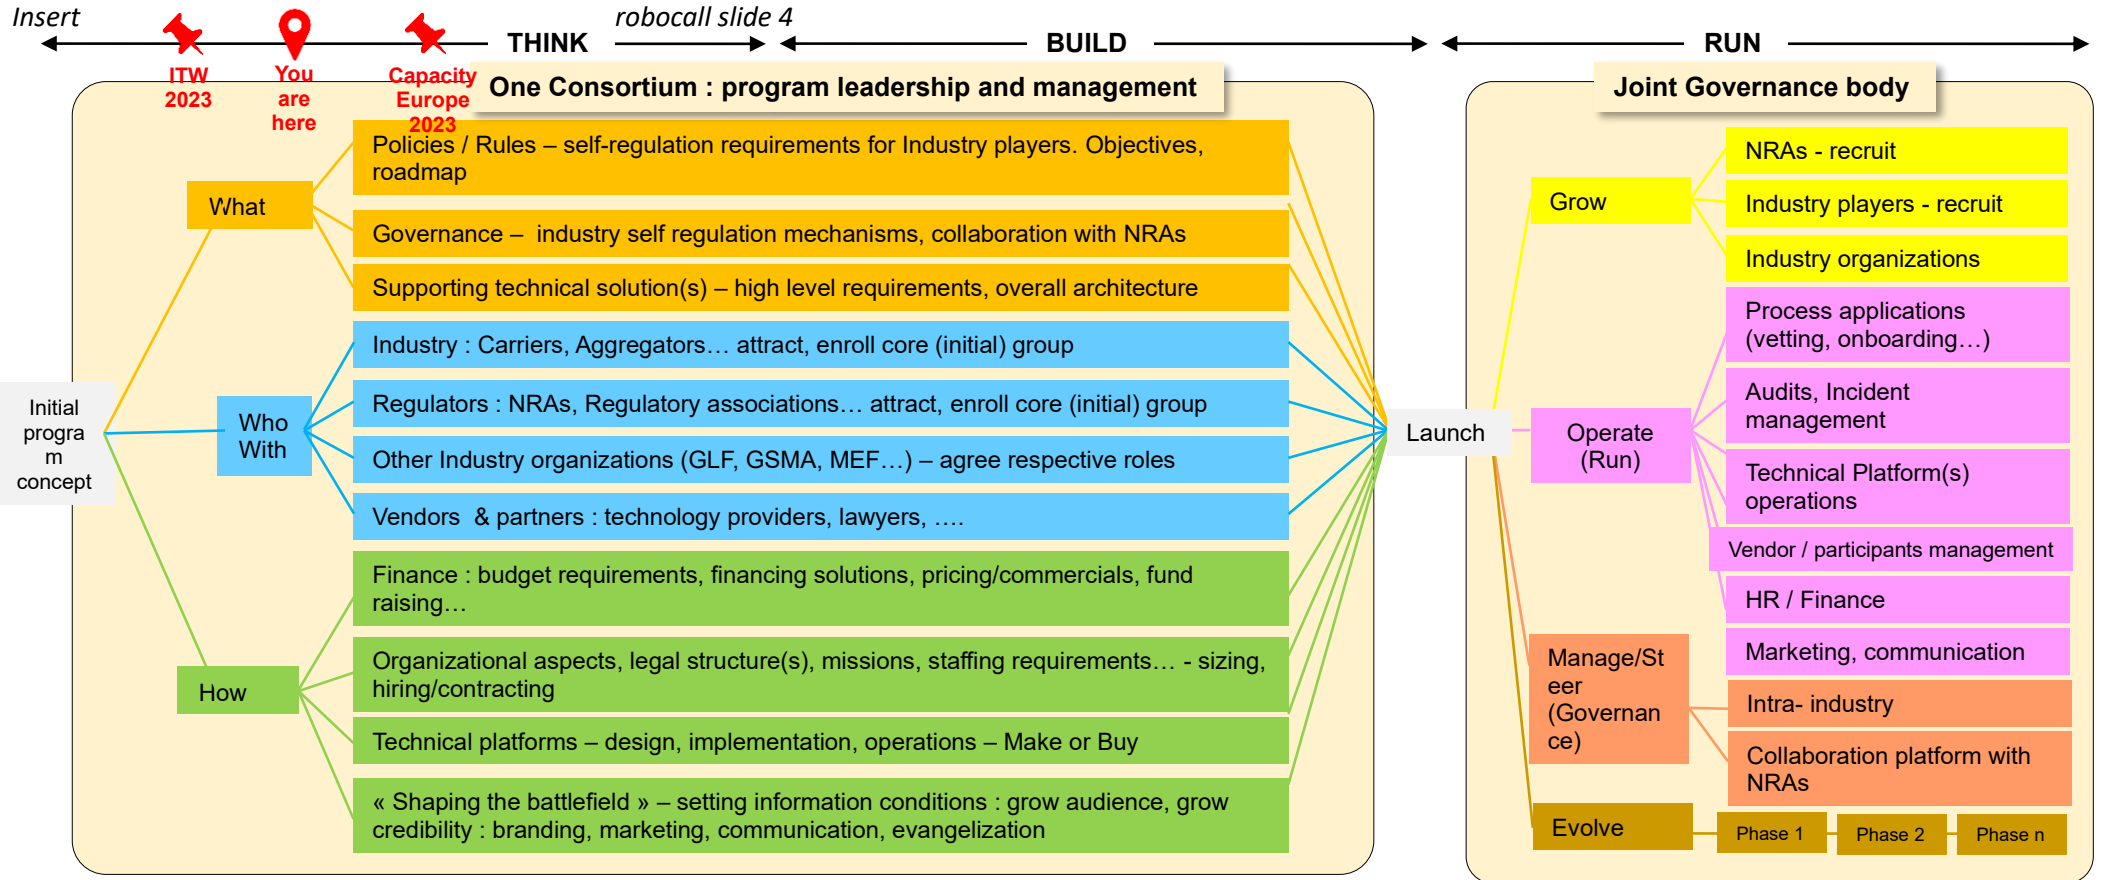 Insert
robocall slide 4
THINK
BUILD
RUN
ITW
2023
You
are
here
Capacity
Europe
2023
One Consortium : program leadership and management
Joint Governance body
Initial
progra
m
concept
What
Policies / Rules – self-regulation requirements for Industry players. Objectives,
roadmap
Governance –  industry self regulation mechanisms, collaboration with NRAs
Supporting technical solution(s) – high level requirements, overall architecture
Who
With
Industry : Carriers, Aggregators… attract, enroll core (initial) group
Regulators : NRAs, Regulatory associations… attract, enroll core (initial) group
Other Industry organizations (GLF, GSMA, MEF…) – agree respective roles
Vendors  & partners : technology providers, lawyers, ….
How
Finance : budget requirements, financing solutions, pricing/commercials, fund
raising…
Organizational aspects, legal structure(s), missions, staffing requirements… - sizing,
hiring/contracting
Technical platforms – design, implementation, operations – Make or Buy
« Shaping the battlefield » – setting information conditions : grow audience, grow
credibility : branding, marketing, communication, evangelization
Launch
Grow
NRAs - recruit
Industry players - recruit
Industry organizations
Operate
(Run)
Process applications
(vetting, onboarding…)
Audits, Incident
management
Technical Platform(s)
operations
Vendor / participants management
HR / Finance
Marketing, communication
Manage/St
eer
(Governan
ce)
Intra- industry
Collaboration platform with
NRAs
Evolve
Phase 1
Phase 2
Phase n